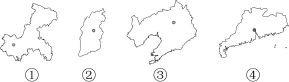 ① ② ③ ④